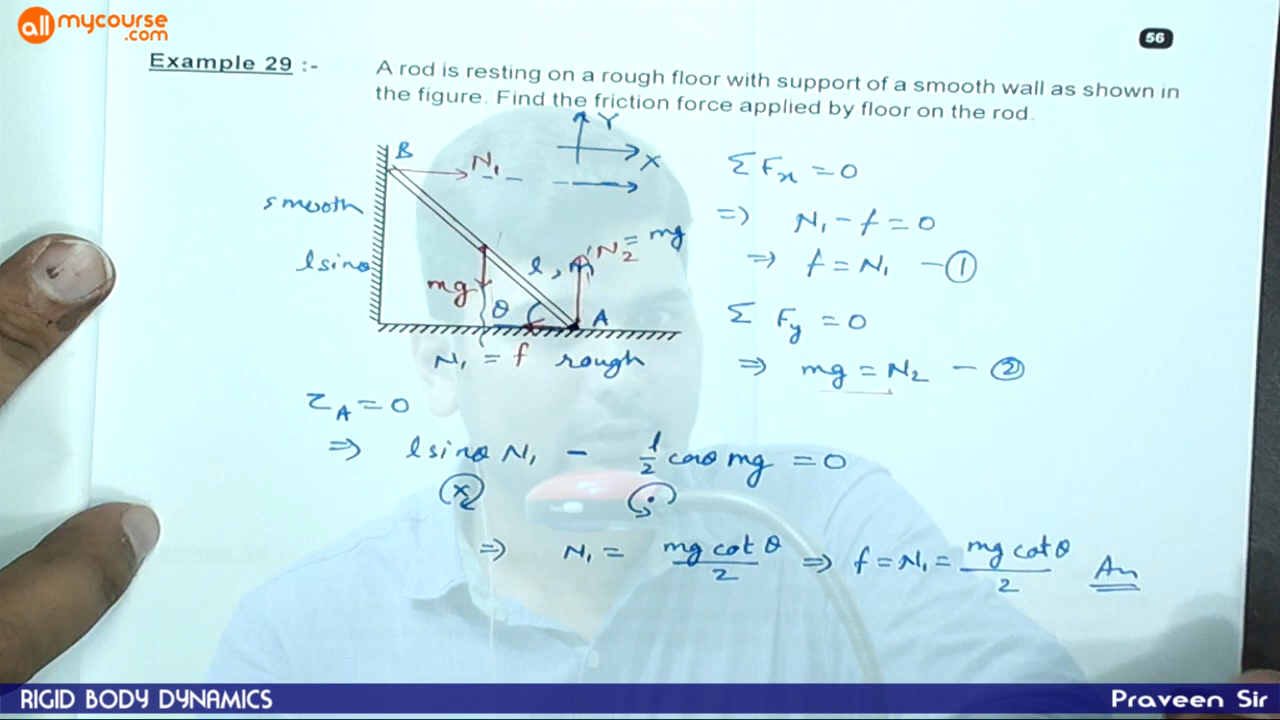 all mycourse .com
56
Example 29 :- A rod is resting on a rough floor with support of a smooth wall as shown in
the figure. Find the friction force applied by floor on the rod.
Y
X
B
N₁
smooth
l sinθ
mg
l, m
N₂ = mg
θ
A
N₁ = f rough
Σ Fx = 0
⇒ N₁ - f = 0
⇒ f = N₁ - ①
Σ Fy = 0
⇒ mg = N₂ - ②
τA = 0
⇒ l sinθ N₁ - l/2 cosθ mg = 0
⇒ N₁ = mg cotθ/2 ⇒ f = N₁ = mg cotθ/2 An
RIGID BODY DYNAMICS
Praveen Sir